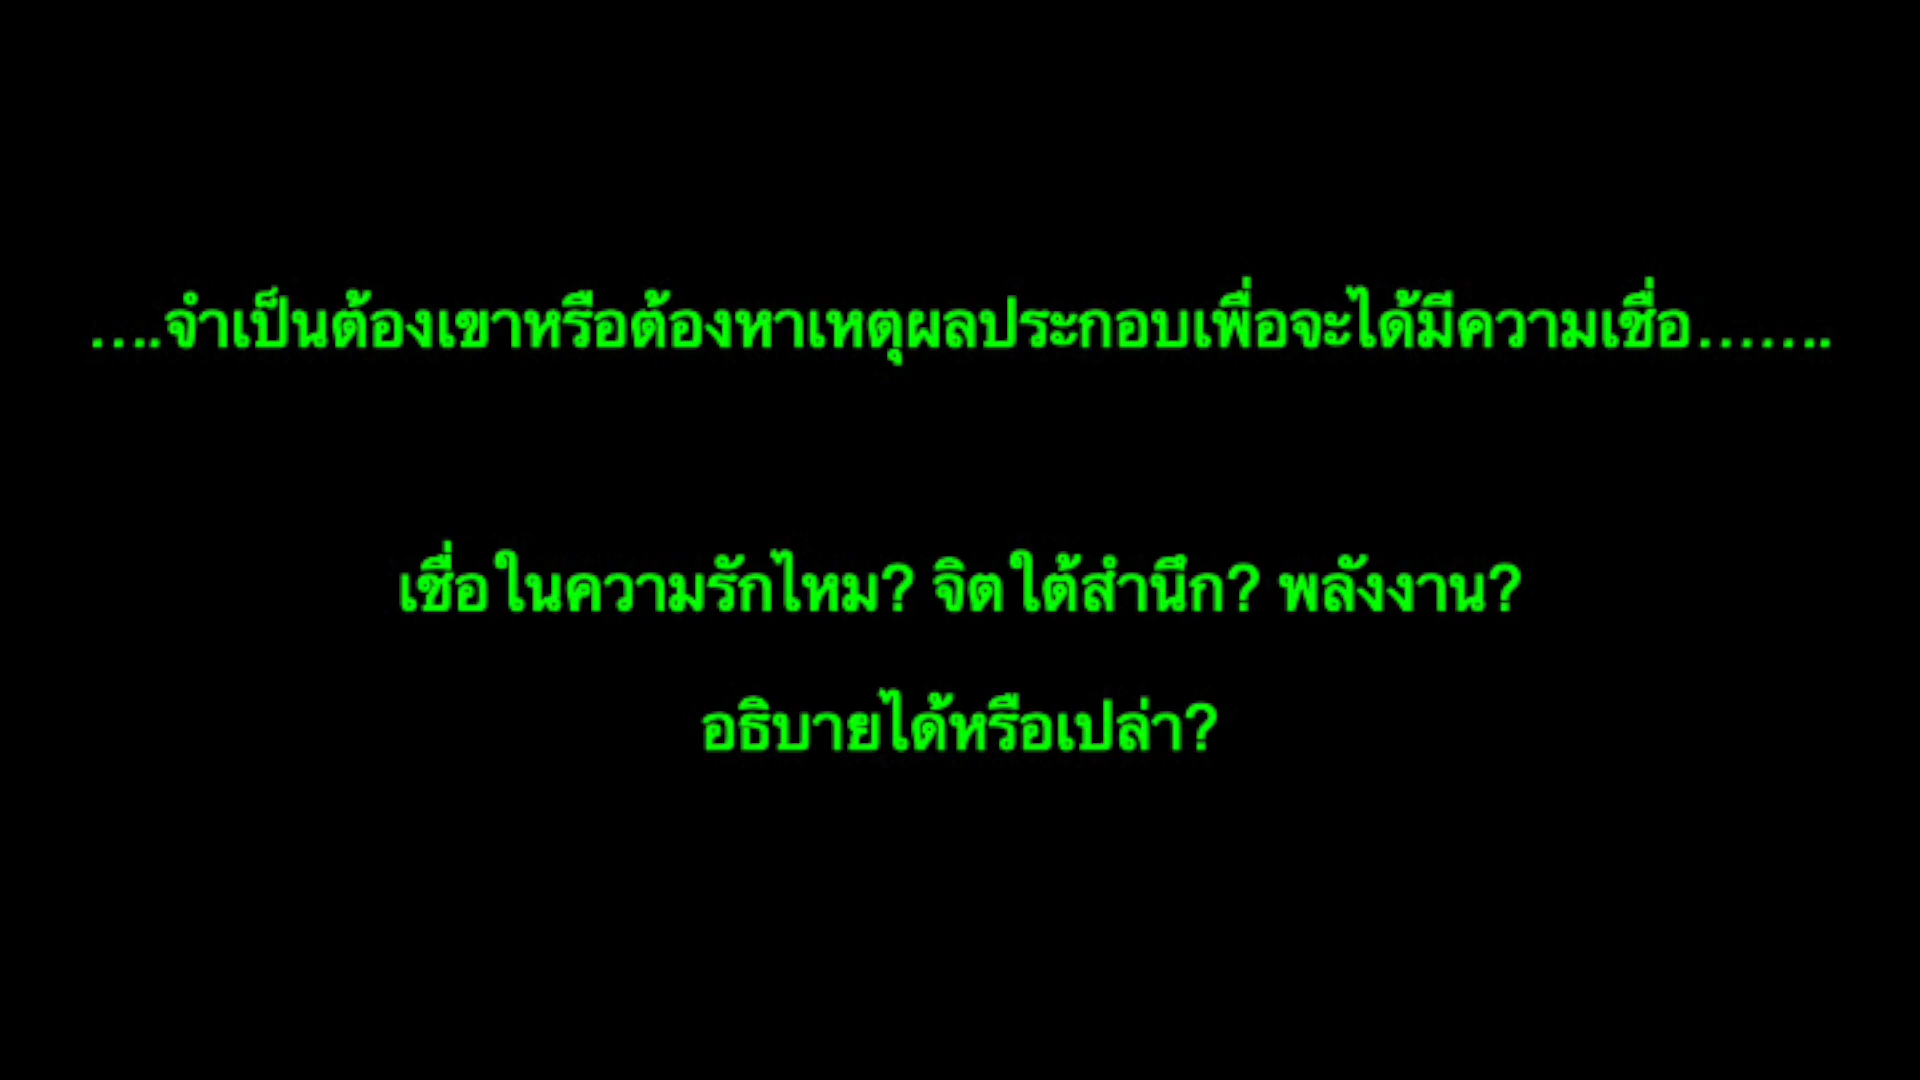 ....จำเป็นต้องเขาหรือต้องหาเหตุผลประกอบเพื่อจะได้มีความเชื่อ.......
เชื่อในความรักไหม? จิตใต้สำนึก? พลังงาน?
อธิบายได้หรือเปล่า?